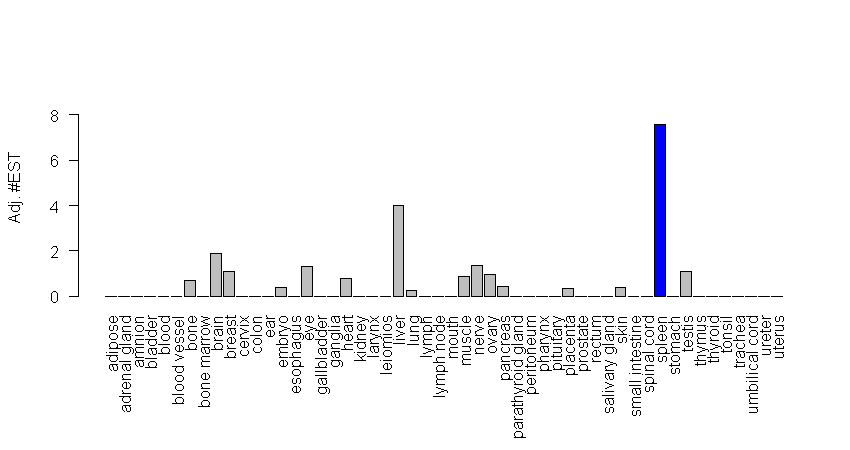 Adj. #EST
8
6
4
2
0
adipose
adrenal gland
amnion
bladder
blood
blood vessel
bone
bone marrow
brain
breast
cervix
colon
ear
embryo
esophagus
eye
gallbladder
ganglia
heart
kidney
larynx
leiomios
liver
lung
lymph
lymph node
mouth
muscle
nerve
ovary
pancreas
parathyroid gland
peritoneum
pharynx
pituitary
placenta
prostate
rectum
salivary gland
skin
small intestine
spinal cord
spleen
stomach
testis
thymus
thyroid
tonsil
trachea
umbilical cord
ureter
uterus